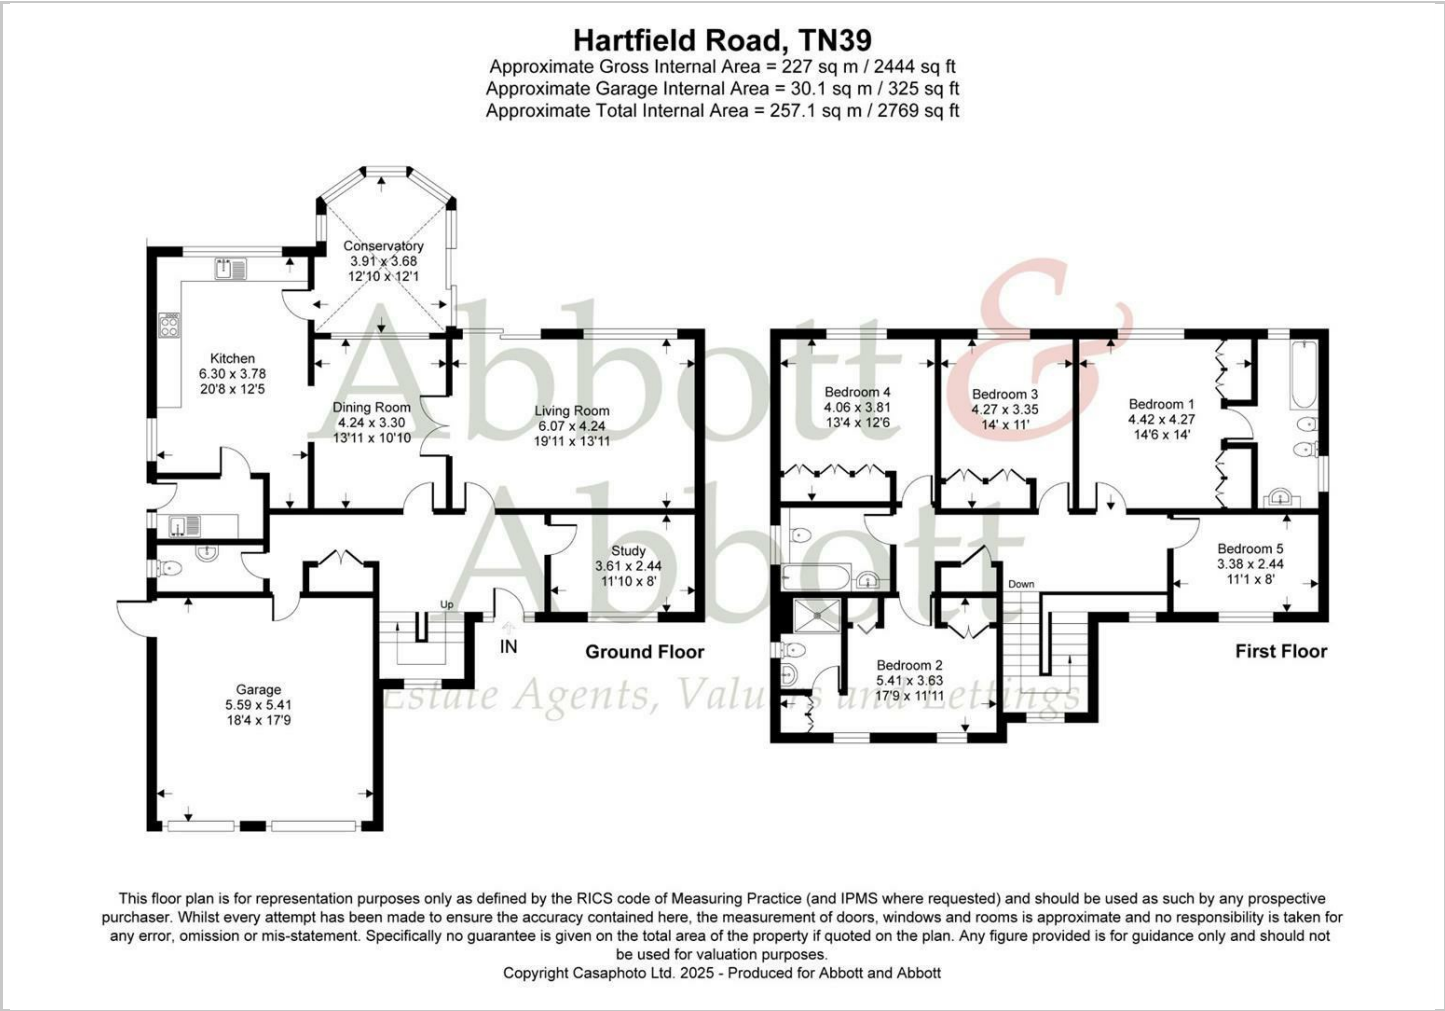 Hartfield Road, TN39
Approximate Gross Internal Area = 227 sq m / 2444 sq ft
Approximate Garage Internal Area = 30.1 sq m / 325 sq ft
Approximate Total Internal Area = 257.1 sq m / 2769 sq ft
Conservatory
3.91 x 3.68
12'10 x 12'1
Kitchen
6.30 x 3.78
20'8 x 12'5
Dining Room
4.24 x 3.30
13'11 x 10'10
Living Room
6.07 x 4.24
19'11 x 13'11
Study
3.61 x 2.44
11'10 x 8'
Up
IN
Ground Floor
Garage
5.59 x 5.41
18'4 x 17'9
Bedroom 4
4.06 x 3.81
13'4 x 12'6
Bedroom 3
4.27 x 3.35
14' x 11'
Bedroom 1
4.42 x 4.27
14'6 x 14'
Bedroom 5
3.38 x 2.44
11'1 x 8'
Down
First Floor
Bedroom 2
5.41 x 3.63
17'9 x 11'11
Abbott &
Abbott
Estate Agents, Valuers and Lettings
This floor plan is for representation purposes only as defined by the RICS code of Measuring Practice (and IPMS where requested) and should be used as such by any prospective
purchaser. Whilst every attempt has been made to ensure the accuracy contained here, the measurement of doors, windows and rooms is approximate and no responsibility is taken for
any error, omission or mis-statement. Specifically no guarantee is given on the total area of the property if quoted on the plan. Any figure provided is for guidance only and should not
be used for valuation purposes.
Copyright Casaphoto Ltd. 2025 - Produced for Abbott and Abbott